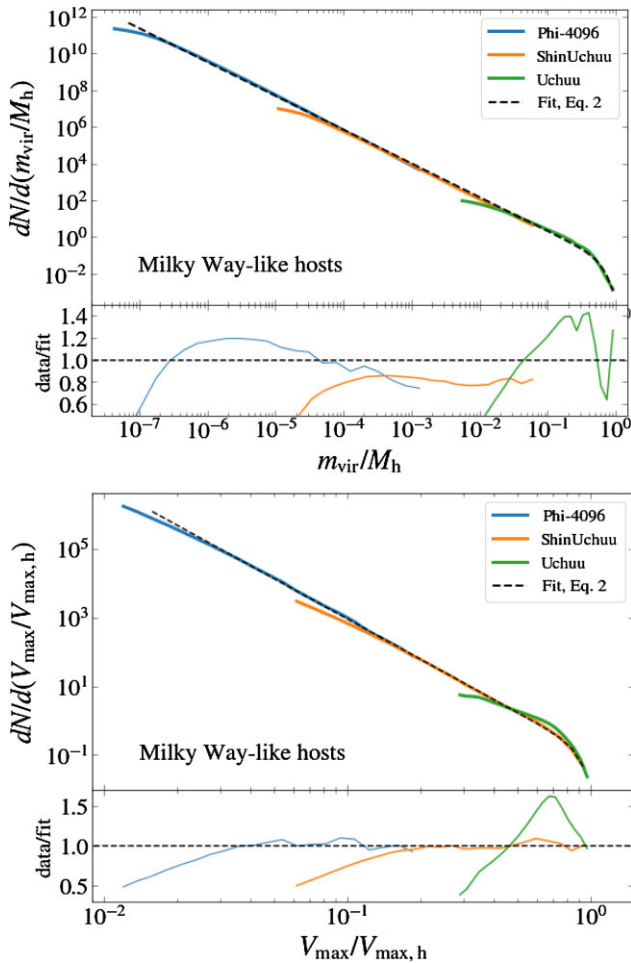 10^12
10^10
10^8
10^6
10^4
10^2
10^0
10^−2
dN/d(m_vir/M_h)
Phi-4096
ShinUchuu
Uchuu
Fit, Eq. 2
Milky Way-like hosts
1.4
1.2
1.0
0.8
0.6
data/fit
10^−7 10^−6 10^−5 10^−4 10^−3 10^−2 10^−1 10^0
m_vir/M_h
10^5
10^3
10^1
10^−1
dN/d(V_max/V_max, h)
Phi-4096
ShinUchuu
Uchuu
Fit, Eq. 2
Milky Way-like hosts
1.5
1.0
0.5
data/fit
10^−2 10^−1 10^0
V_max/V_max, h